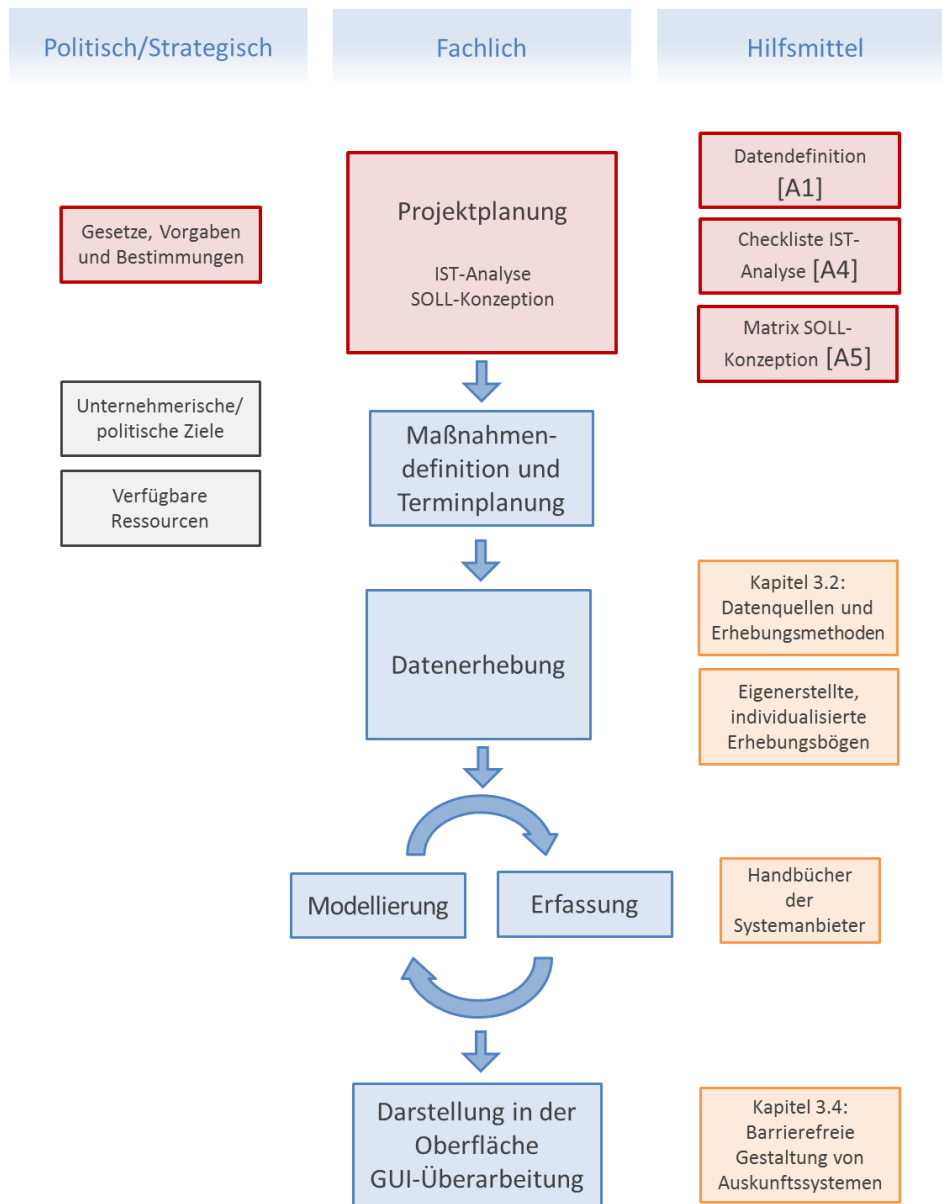 Politisch/Strategisch
Fachlich
Hilfsmittel
Gesetze, Vorgaben
und Bestimmungen
Projektplanung
IST-Analyse
SOLL-Konzeption
Datendefinition
[A1]
Checkliste IST-
Analyse [A4]
Matrix SOLL-
Konzeption [A5]
Unternehmerische/
politische Ziele
Verfügbare
Ressourcen
Maßnahmen-
definition und
Terminplanung
Datenerhebung
Kapitel 3.2:
Datenquellen und
Erhebungsmethoden
Eigenerstellte,
individualisierte
Erhebungsbögen
Modellierung
Erfassung
Handbücher
der
Systemanbieter
Darstellung in der
Oberfläche
GUI-Überarbeitung
Kapitel 3.4:
Barrierefreie
Gestaltung von
Auskunftssystemen